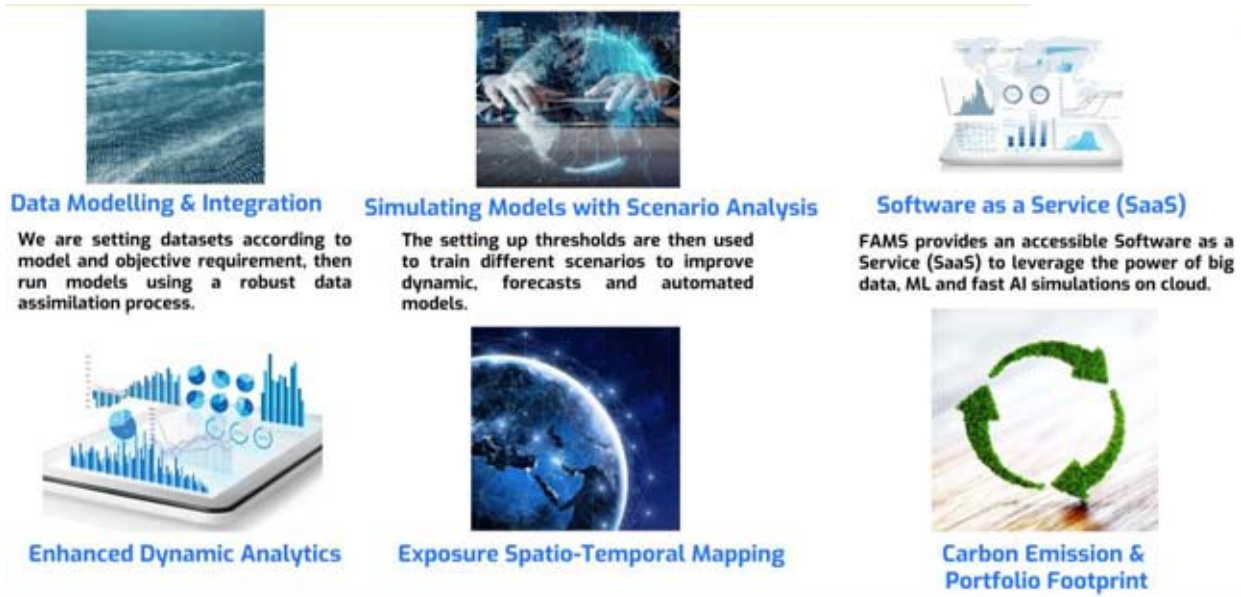 Data Modelling & Integration
We are setting datasets according to
model and objective requirement, then
run models using a robust data
assimilation process.
Simulating Models with Scenario Analysis
The setting up thresholds are then used
to train different scenarios to improve
dynamic, forecasts and automated
models.
Software as a Service (SaaS)
FAMS provides an accessible Software as a
Service (SaaS) to leverage the power of big
data, ML and fast AI simulations on cloud.
Enhanced Dynamic Analytics
Exposure Spatio-Temporal Mapping
Carbon Emission &
Portfolio Footprint